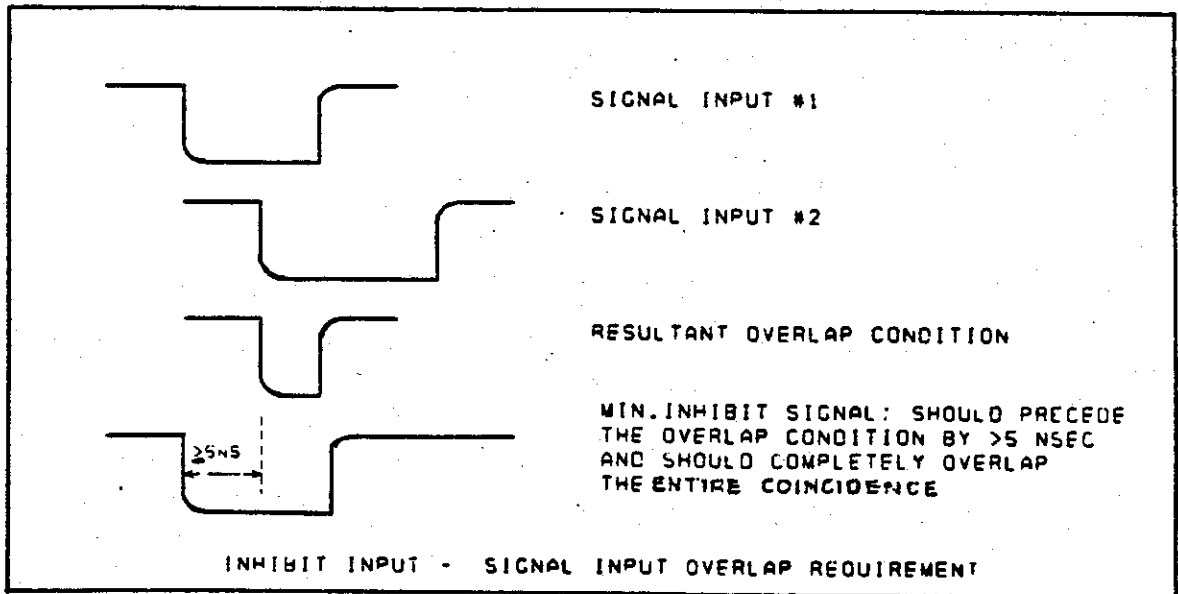 SIGNAL INPUT #1
SIGNAL INPUT #2
RESULTANT OVERLAP CONDITION
MIN. INHIBIT SIGNAL: SHOULD PRECEDE
THE OVERLAP CONDITION BY >5 NSEC
AND SHOULD COMPLETELY OVERLAP
THE ENTIRE COINCIDENCE
≥5NS
INHIBIT INPUT - SIGNAL INPUT OVERLAP REQUIREMENT